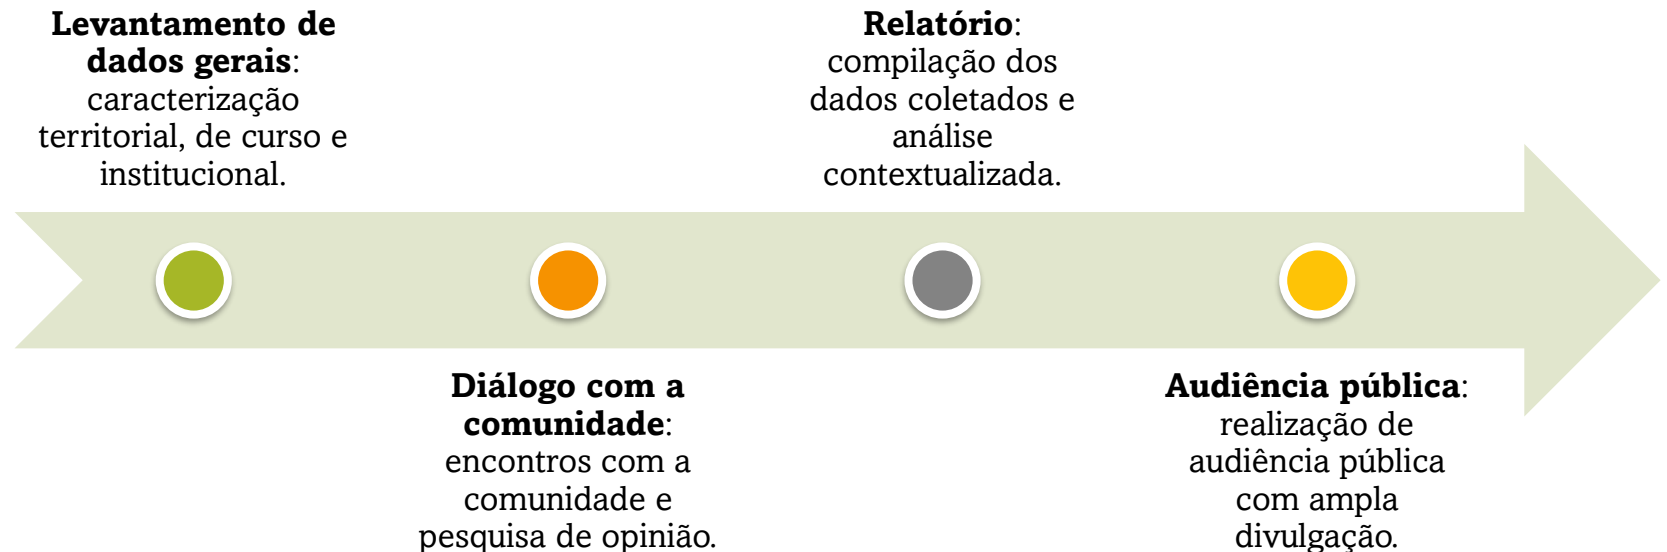 Levantamento de
dados gerais:
caracterização
territorial, de curso e
institucional.
Diálogo com a
comunidade:
encontros com a
comunidade e
pesquisa de opinião.
Relatório:
compilação dos
dados coletados e
análise
contextualizada.
Audiência pública:
realização de
audiência pública
com ampla
divulgação.